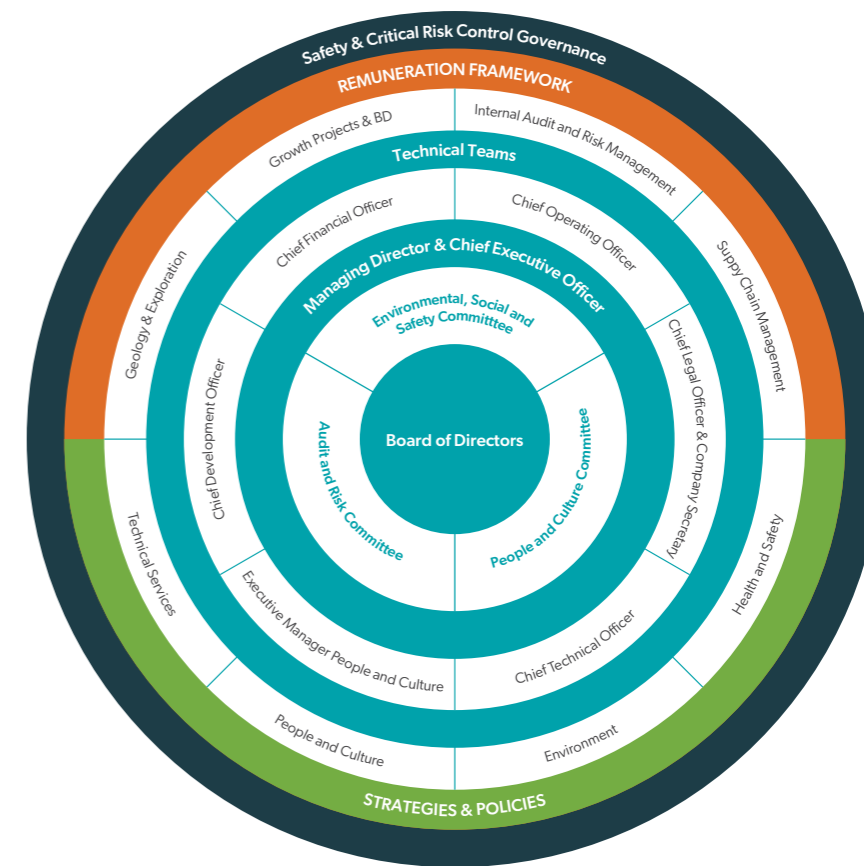 Safety & Critical Risk Control Governance
REMUNERATION FRAMEWORK
Growth Projects & BD
Internal Audit and Risk Management
Geology & Exploration
Suppy Chain Management
Technical Services
Health and Safety
People and Culture
Environment
Technical Teams
Chief Financial Officer
Chief Operating Officer
Chief Development Officer
Chief Legal Officer & Company Secretary
Executive Manager People and Culture
Chief Technical Officer
Managing Director & Chief Executive Officer
Environmental, Social and
Safety Committtee
Audit and Risk Committee
People and Culture Committee
Board of Directors
STRATEGIES & POLICIES